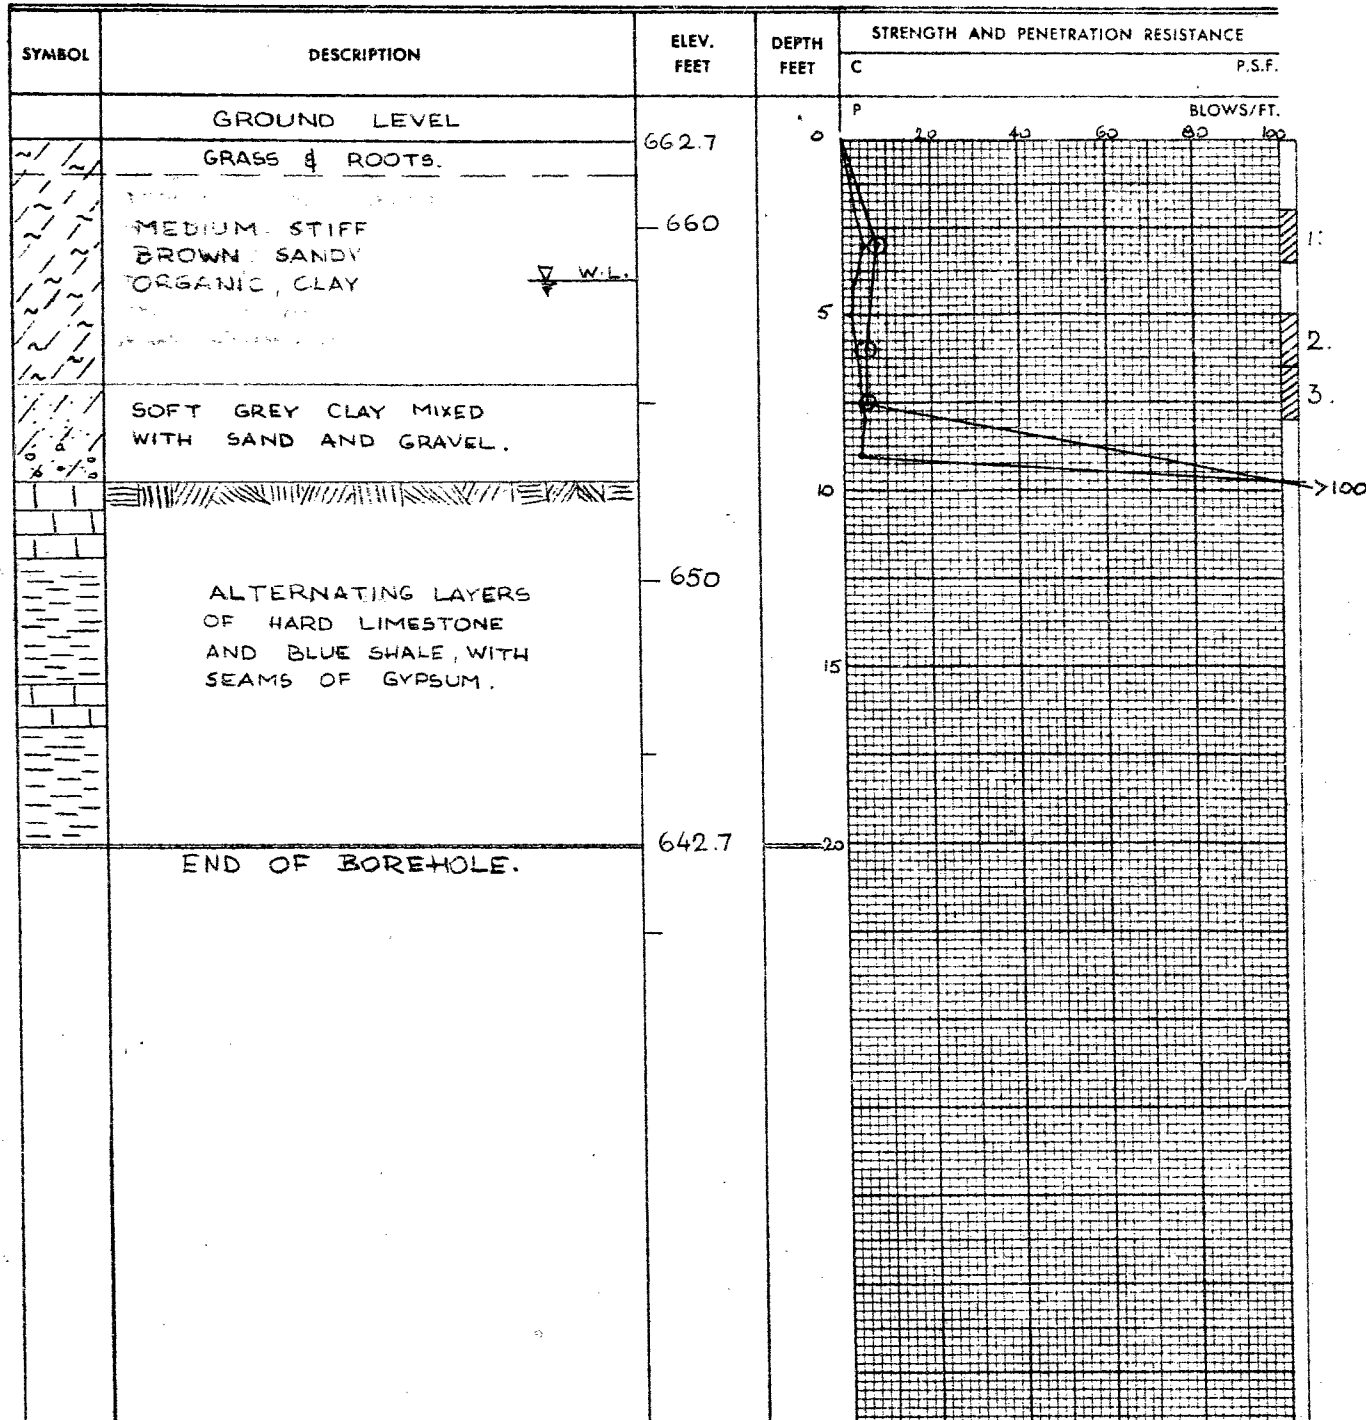 SYMBOL
DESCRIPTION
ELEV.
FEET
DEPTH
FEET
STRENGTH AND PENETRATION RESISTANCE
C P.S.F.
P BLOWS/FT.
0 20 40 60 80 100
GROUND LEVEL
662.7
GRASS & ROOTS.
MEDIUM STIFF
BROWN SANDY
ORGANIC, CLAY
W.L.
660
5
1.
2.
3.
SOFT GREY CLAY MIXED
WITH SAND AND GRAVEL.
10
>100
ALTERNATING LAYERS
OF HARD LIMESTONE
AND BLUE SHALE, WITH
SEAMS OF GYPSUM.
650
15
642.7
20
END OF BOREHOLE.